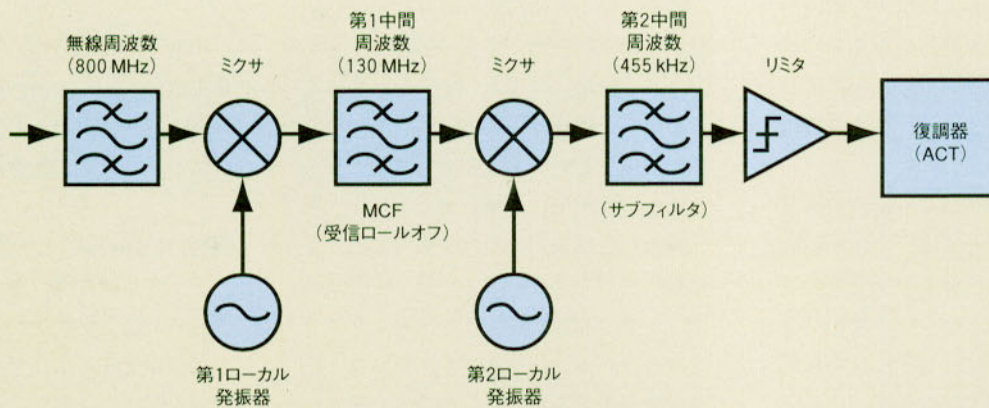 無線周波数
(800 MHz)
ミクサ
第1中間
周波数
(130 MHz)
ミクサ
第2中間
周波数
(455 kHz)
リミタ
復調器
(ACT)
MCF
(受信ロールオフ)
(サブフィルタ)
第1ローカル
発振器
第2ローカル
発振器